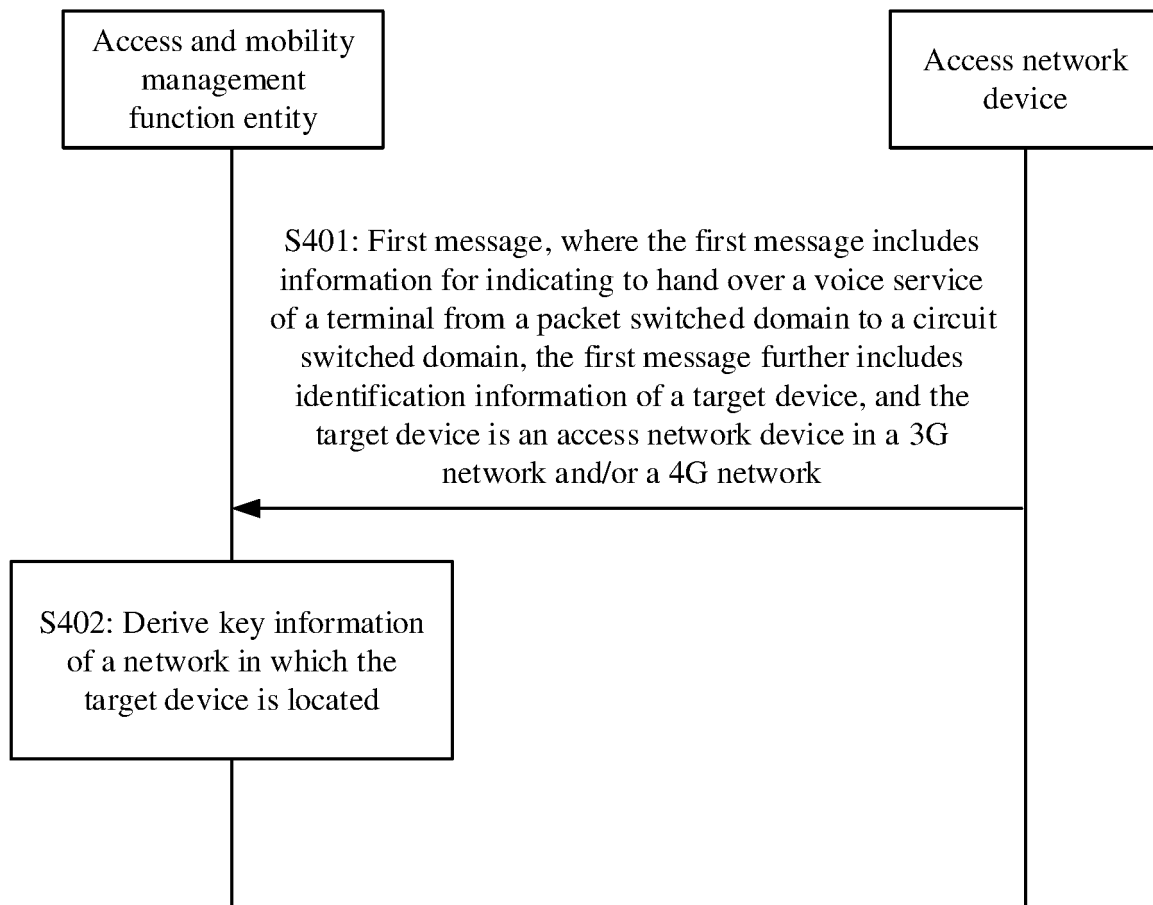 Access and mobility
management
function entity
Access network
device
S401: First message, where the first message includes
information for indicating to hand over a voice service
of a terminal from a packet switched domain to a circuit
switched domain, the first message further includes
identification information of a target device, and the
target device is an access network device in a 3G
network and/or a 4G network
S402: Derive key information
of a network in which the
target device is located